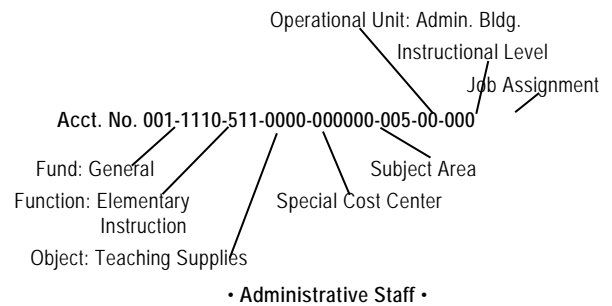 Operational Unit: Admin. Bldg.
Instructional Level
Job Assignment
Acct. No. 001-1110-511-0000-000000-005-00-000
Fund: General
Subject Area
Function: Elementary
Special Cost Center
Instruction
Object: Teaching Supplies
• Administrative Staff •